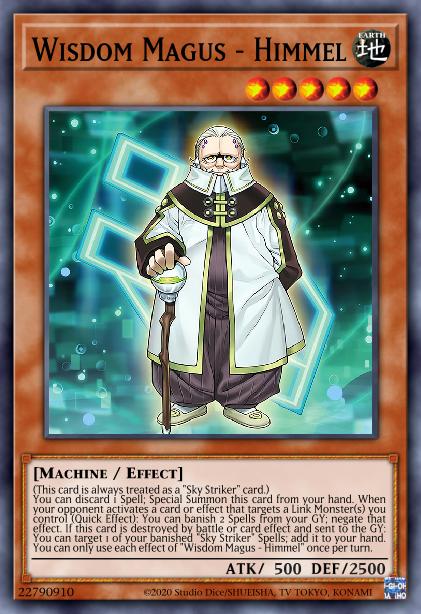 WISDOM MAGUS - HIMMEL
EARTH
地
[MACHINE / EFFECT]
(This card is always treated as a "Sky Striker" card.)
You can discard 1 Spell; Special Summon this card from your hand. When
your opponent activates a card or effect that targets a Link Monster(s) you
control (Quick Effect): You can banish 2 Spells from your GY; negate that
effect. If this card is destroyed by battle or card effect and sent to the GY:
You can target 1 of your banished "Sky Striker" Spells; add it to your hand.
You can only use each effect of "Wisdom Magus - Himmel" once per turn.
ATK/ 500 DEF/2500
22790910
©2020 Studio Dice/SHUEISHA, TV TOKYO, KONAMI